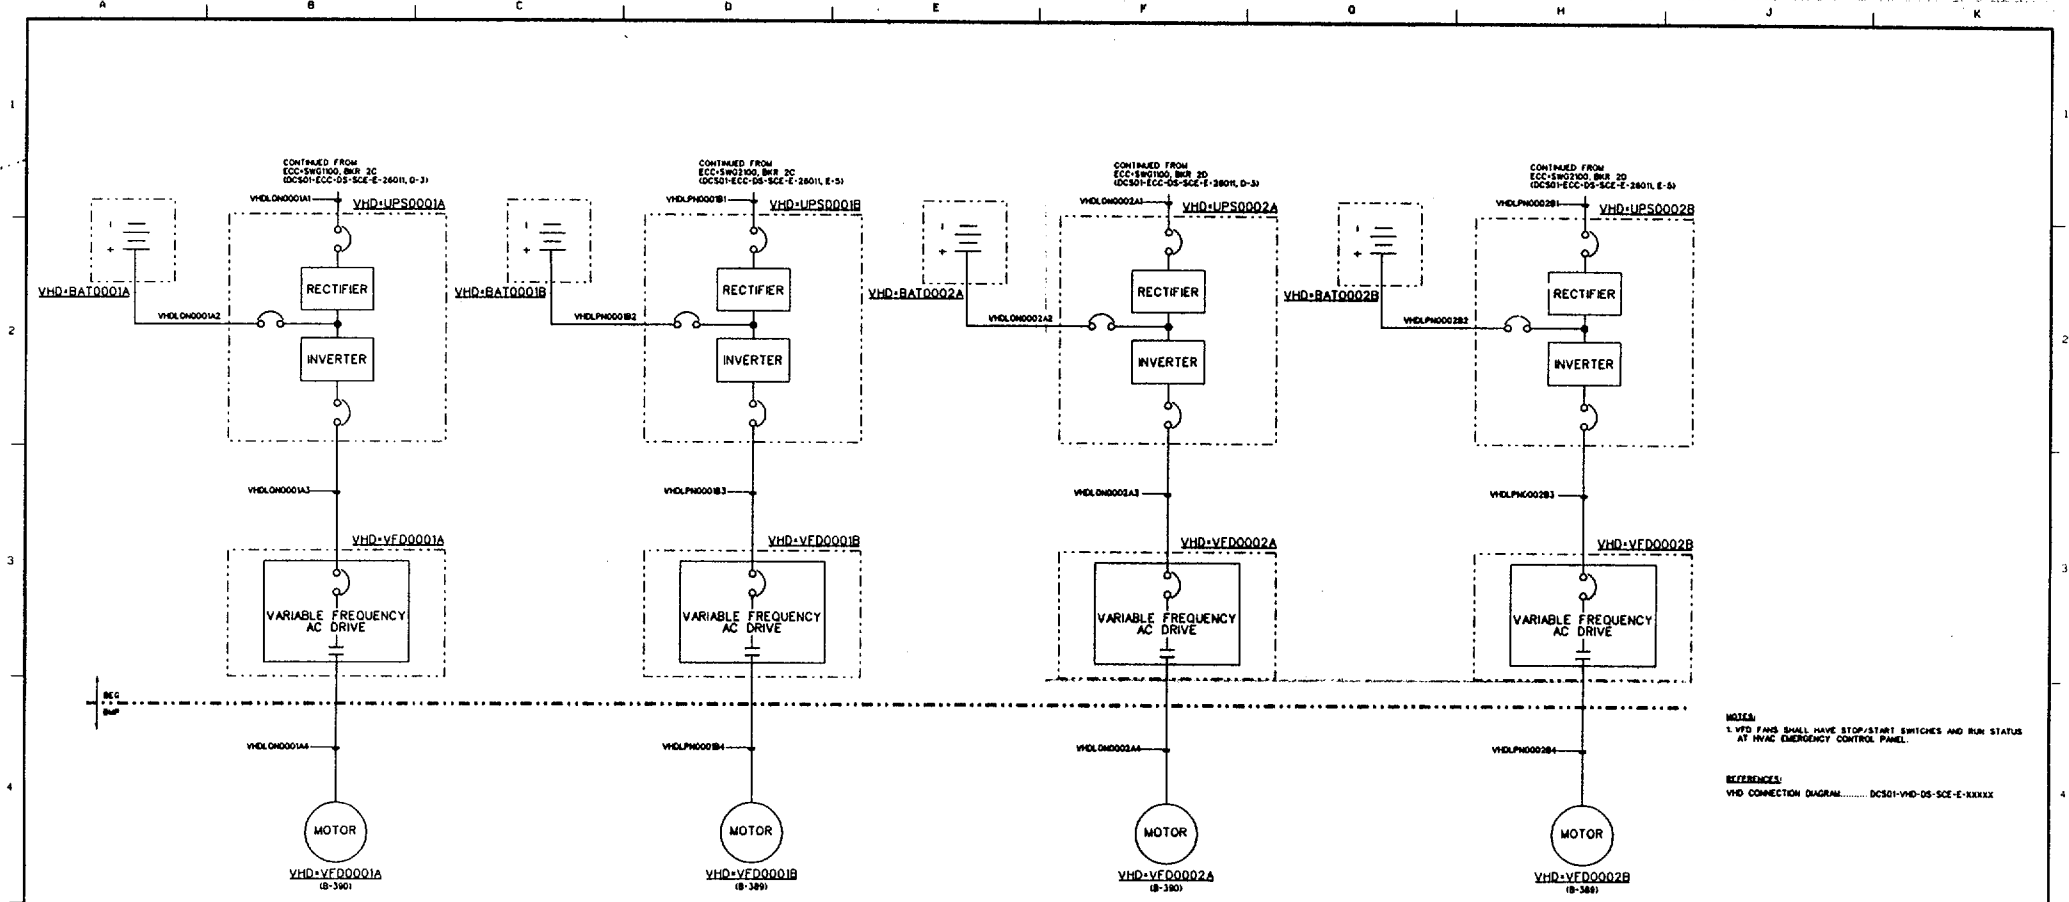 A B C D E F G H J K
1 1
CONTINUED FROM
ECC*SWG1100, BKR 2C
(DCS01-ECC-DS-SCE-E-26011, D-3)
CONTINUED FROM
ECC*SWG2100, BKR 2C
(DCS01-ECC-DS-SCE-E-26011, E-5)
CONTINUED FROM
ECC*SWG1100, BKR 2D
(DCS01-ECC-DS-SCE-E-26011, D-3)
CONTINUED FROM
ECC*SWG2100, BKR 2D
(DCS01-ECC-DS-SCE-E-26011, E-5)
VHDLON0001A1 VHD*UPS0001A
VHDLPN0001B1 VHD*UPS0001B
VHDLON0002A1 VHD*UPS0002A
VHDLPN0002B1 VHD*UPS0002B
- + - + - + - +
VHD*BAT0001A RECTIFIER
VHD*BAT0001B RECTIFIER
VHD*BAT0002A RECTIFIER
VHD*BAT0002B RECTIFIER
2 2
VHDLON0001A2
VHDLPN0001B2
VHDLON0002A2
VHDLPN0002B2
INVERTER INVERTER INVERTER INVERTER
VHDLON0001A3
VHDLPN0001B3
VHDLON0002A3
VHDLPN0002B3
VHD*VFD0001A
VHD*VFD0001B
VHD*VFD0002A
VHD*VFD0002B
3 3
VARIABLE FREQUENCY
AC DRIVE
VARIABLE FREQUENCY
AC DRIVE
VARIABLE FREQUENCY
AC DRIVE
VARIABLE FREQUENCY
AC DRIVE
BEG
BMP
VHDLON0001A4
VHDLPN0001B4
VHDLON0002A4
VHDLPN0002B4
NOTES:
1. VFD FANS SHALL HAVE STOP/START SWITCHES AND RUN STATUS
AT HVAC EMERGENCY CONTROL PANEL.
REFERENCES:
VHD CONNECTION DIAGRAM......... DCS01-VHD-DS-SCE-E-XXXXX
4 4
MOTOR MOTOR MOTOR MOTOR
VHD*VFD0001A
(B-390)
VHD*VFD0001B
(B-389)
VHD*VFD0002A
(B-390)
VHD*VFD0002B
(B-389)